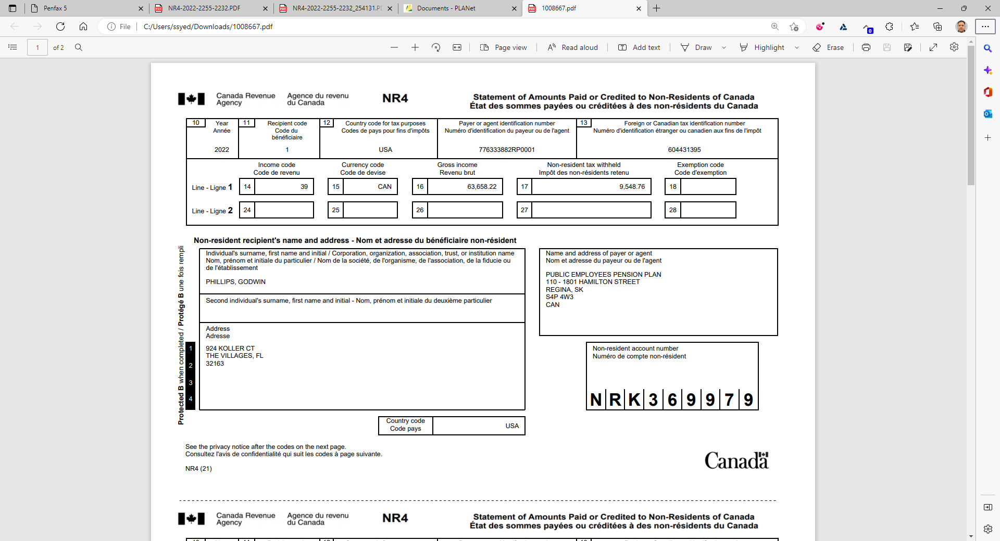 Penfax 5
NR4-2022-2255-2232.PDF
NR4-2022-2255-2232_254131.PD
Documents - PLANet
1008667.pdf
File
C:/Users/ssyed/Downloads/1008667.pdf
0
1 of 2
Page view
Read aloud
Add text
Draw
Highlight
Erase
Canada Revenue Agency
Agence du revenu du Canada
NR4
Statement of Amounts Paid or Credited to Non-Residents of Canada
État des sommes payées ou créditées à des non-résidents du Canada
10 Year
Année
2022
11 Recipient code
Code du
bénéficiaire
1
12 Country code for tax purposes
Codes de pays pour fins d'impôts
USA
Payer or agent identification number
Numéro d'identification du payeur ou de l'agent
776333882RP0001
13 Foreign or Canadian tax identification number
Numéro d'identification étranger ou canadien aux fins de l'impôt
604431395
Income code
Code de revenu
Currency code
Code de devise
Gross income
Revenu brut
Non-resident tax withheld
Impôt des non-résidents retenu
Exemption code
Code d'exemption
Line - Ligne 1 14 39 15 CAN 16 63,658.22 17 9,548.76 18
Line - Ligne 2 24 25 26 27 28
Non-resident recipient's name and address - Nom et adresse du bénéficiaire non-résident
Individual's surname, first name and initial / Corporation, organization, association, trust, or institution name
Nom, prénom et initiale du particulier / Nom de la société, de l'organisme, de l'association, de la fiducie ou
de l'établissement
PHILLIPS, GODWIN
Second individual's surname, first name and initial - Nom, prénom et initiale du deuxième particulier
Address
Adresse
924 KOLLER CT
THE VILLAGES, FL
32163
1
2
3
4
Protected B when completed / Protégé B une fois rempli
Name and address of payer or agent
Nom et adresse du payeur ou de l'agent
PUBLIC EMPLOYEES PENSION PLAN
110 - 1801 HAMILTON STREET
REGINA, SK
S4P 4W3
CAN
Non-resident account number
Numéro de compte non-résident
NRK369979
Country code
Code pays
USA
See the privacy notice after the codes on the next page.
Consultez l'avis de confidentialité qui suit les codes à page suivante.
NR4 (21)
Canada
Canada Revenue Agency
Agence du revenu du Canada
NR4
Statement of Amounts Paid or Credited to Non-Residents of Canada
État des sommes payées ou créditées à des non-résidents du Canada